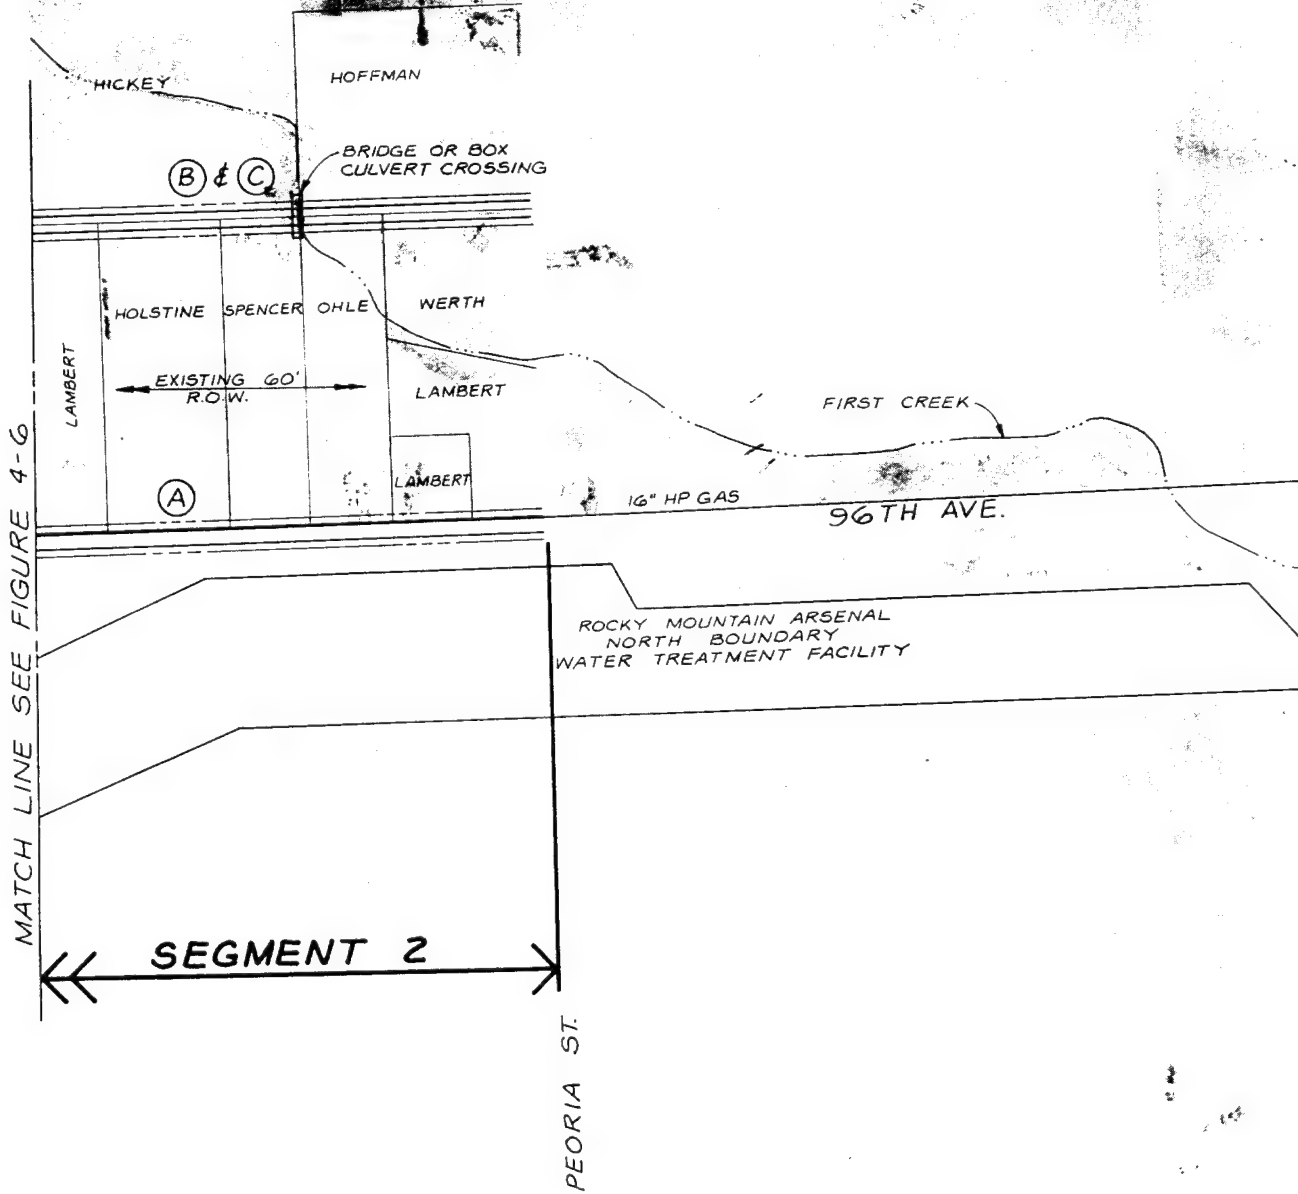 HICKEY
HOFFMAN
BRIDGE OR BOX
CULVERT CROSSING
B & C
HOLSTINE
SPENCER
OHLE
WERTH
LAMBERT
EXISTING 60'
R.O.W.
LAMBERT
FIRST CREEK
LAMBERT
A
16" HP GAS
96TH AVE.
MATCH LINE SEE FIGURE 4-6
ROCKY MOUNTAIN ARSENAL
NORTH BOUNDARY
WATER TREATMENT FACILITY
SEGMENT 2
PEORIA ST.